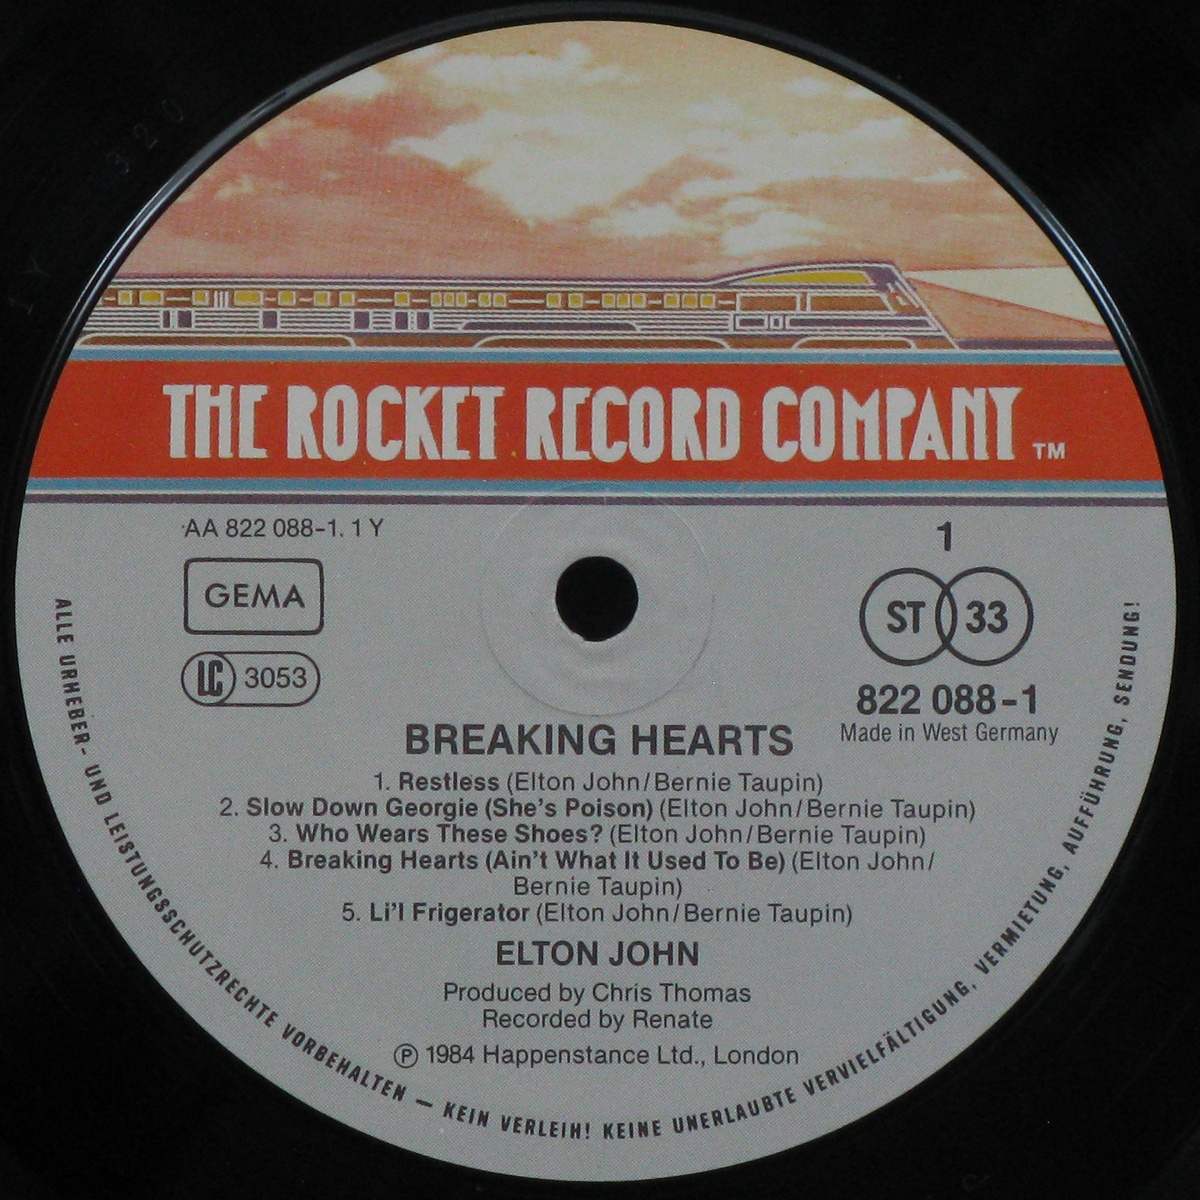 THE ROCKET RECORD COMPANY TM
AA 822 088-1. 1 Y
1
GEMA
ST 33
LC 3053
822 088-1
Made in West Germany
BREAKING HEARTS
1. Restless (Elton John/Bernie Taupin)
2. Slow Down Georgie (She's Poison) (Elton John/Bernie Taupin)
3. Who Wears These Shoes? (Elton John/Bernie Taupin)
4. Breaking Hearts (Ain't What It Used To Be) (Elton John/
Bernie Taupin)
5. Li'l Frigerator (Elton John/Bernie Taupin)
ELTON JOHN
Produced by Chris Thomas
Recorded by Renate
℗ 1984 Happenstance Ltd., London
ALLE URHEBER- UND LEISTUNGSSCHUTZRECHTE VORBEHALTEN – KEIN VERLEIH! KEINE UNERLAUBTE VERVIELFÄLTIGUNG, VERMIETUNG, AUFFÜHRUNG, SENDUNG!
320